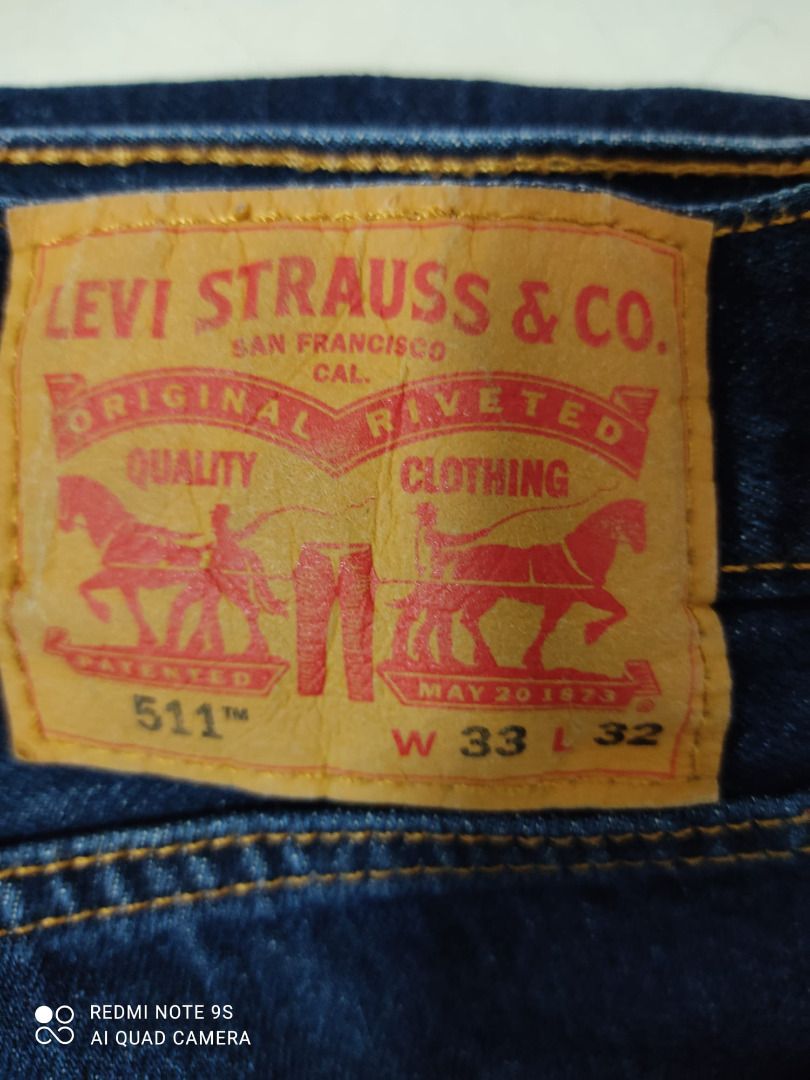 LEVI STRAUSS & CO.
SAN FRANCISCO
CAL.
ORIGINAL RIVETED
QUALITY CLOTHING
PATENTED MAY 20 1873
511™
W 33 L 32
REDMI NOTE 9S
AI QUAD CAMERA